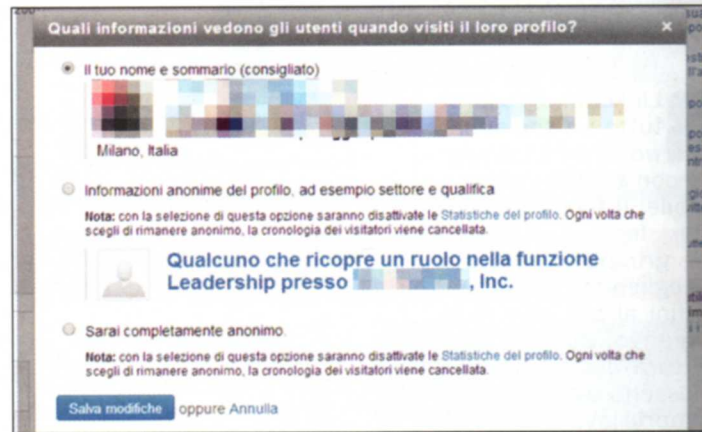 Quali informazioni vedono gli utenti quando visiti il loro profilo? ×
Il tuo nome e sommario (consigliato)
Milano, Italia
Informazioni anonime del profilo, ad esempio settore e qualifica
Nota: con la selezione di questa opzione saranno disattivate le Statistiche del profilo. Ogni volta che
scegli di rimanere anonimo, la cronologia dei visitatori viene cancellata.
Qualcuno che ricopre un ruolo nella funzione
Leadership presso , Inc.
Sarai completamente anonimo.
Nota: con la selezione di questa opzione saranno disattivate le Statistiche del profilo. Ogni volta che
scegli di rimanere anonimo, la cronologia dei visitatori viene cancellata.
Salva modifiche oppure Annulla